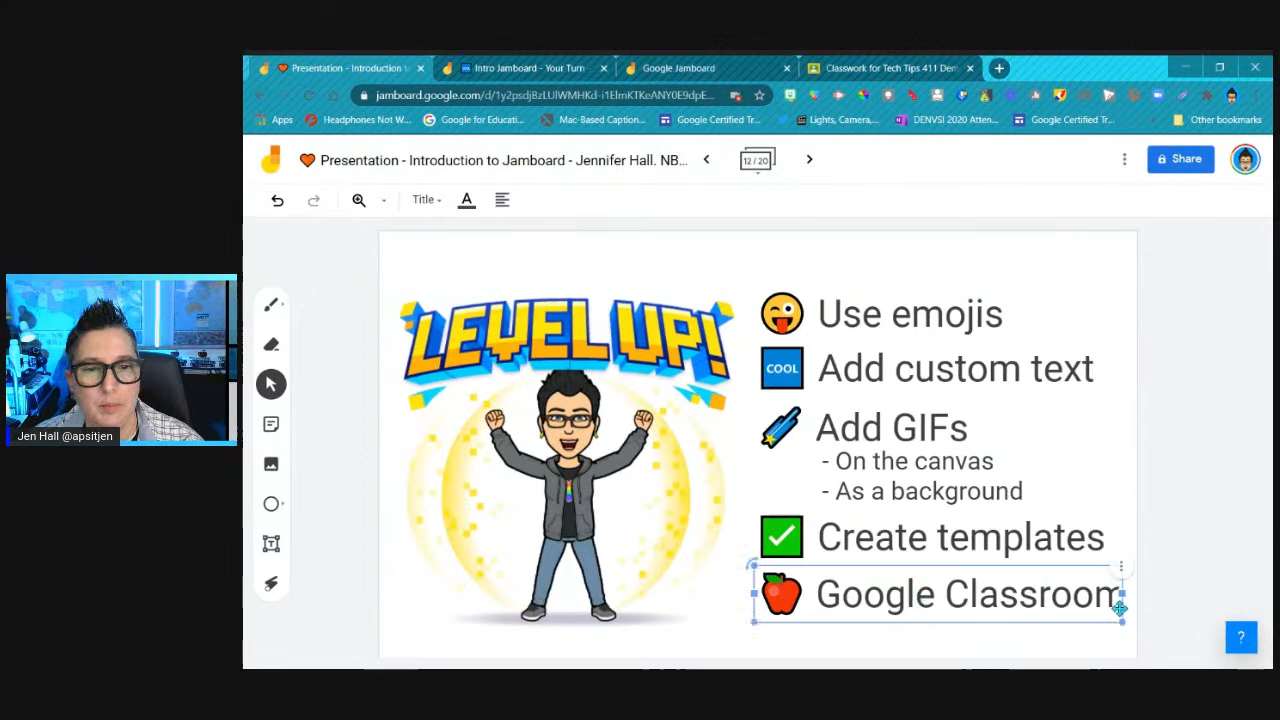 Presentation - Introduction to
Intro Jamboard - Your Turn
Google Jamboard
Classwork for Tech Tips 411 Dem
jamboard.google.com/d/1y2psdjBzLUlWMHKd-i1ElmKTKeANY0E9dpE...
Apps
Headphones Not W...
Google for Educati...
Mac-Based Caption...
Google Certified Tr...
Lights, Camera,...
DENVSI 2020 Atten...
Google Certified Tr...
Other bookmarks
Presentation - Introduction to Jamboard - Jennifer Hall. NB...
12 / 20
Share
Title
A
LEVEL UP!
Use emojis
COOL
Add custom text
Add GIFs
- On the canvas
- As a background
Create templates
Google Classroom
Jen Hall @apsitjen
?